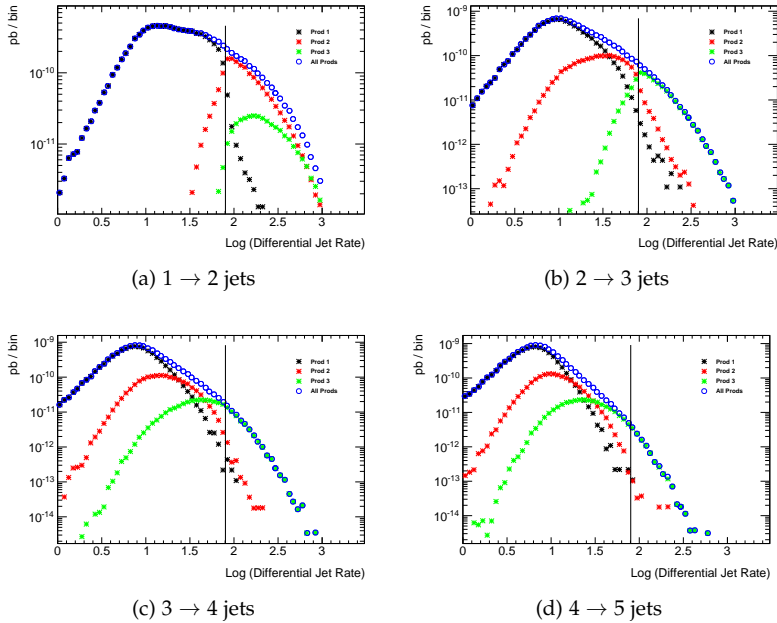 pb / bin
Prod 1
Prod 2
Prod 3
All Prods
10⁻¹⁰
10⁻¹¹
0 0.5 1 1.5 2 2.5 3
Log (Differential Jet Rate)
(a) 1 → 2 jets
pb / bin
Prod 1
Prod 2
Prod 3
All Prods
10⁻⁹
10⁻¹⁰
10⁻¹¹
10⁻¹²
10⁻¹³
0 0.5 1 1.5 2 2.5 3
Log (Differential Jet Rate)
(b) 2 → 3 jets
pb / bin
Prod 1
Prod 2
Prod 3
All Prods
10⁻⁹
10⁻¹⁰
10⁻¹¹
10⁻¹²
10⁻¹³
10⁻¹⁴
0 0.5 1 1.5 2 2.5 3
Log (Differential Jet Rate)
(c) 3 → 4 jets
pb / bin
Prod 1
Prod 2
Prod 3
All Prods
10⁻⁹
10⁻¹⁰
10⁻¹¹
10⁻¹²
10⁻¹³
10⁻¹⁴
0 0.5 1 1.5 2 2.5 3
Log (Differential Jet Rate)
(d) 4 → 5 jets